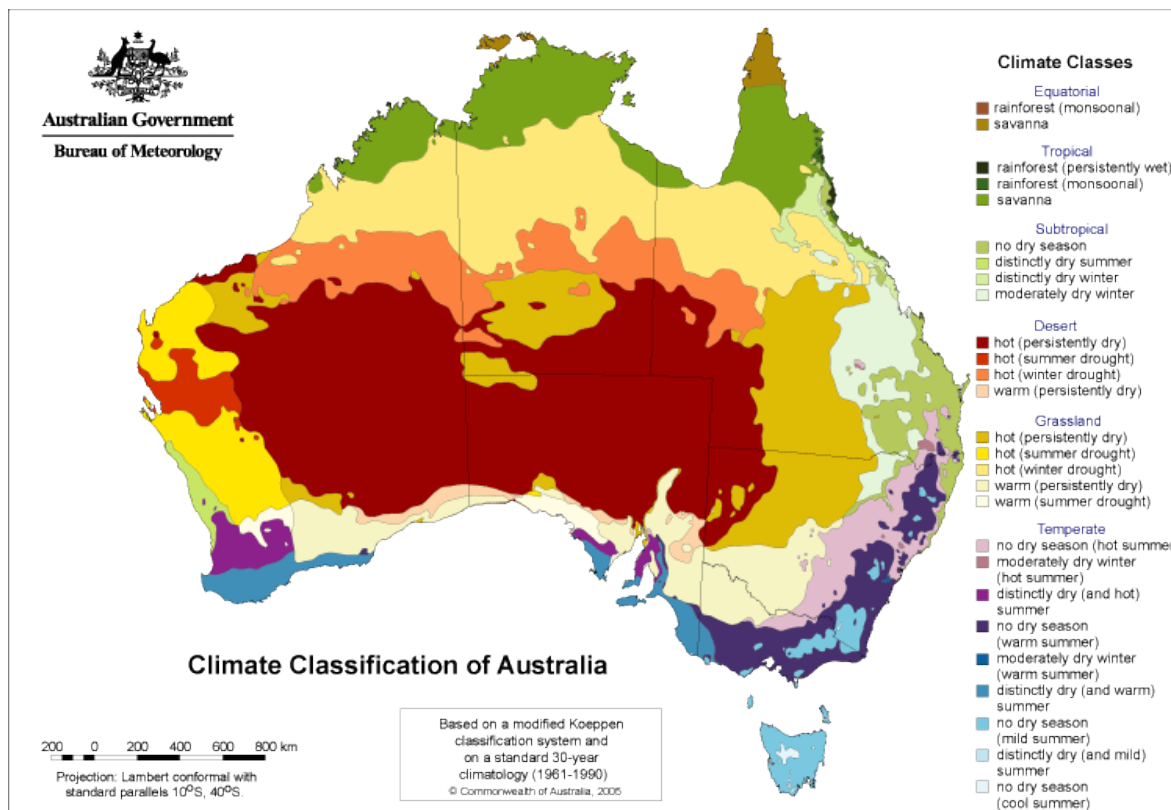 Australian Government
Bureau of Meteorology
Climate Classes
Equatorial
rainforest (monsoonal)
savanna
Tropical
rainforest (persistently wet)
rainforest (monsoonal)
savanna
Subtropical
no dry season
distinctly dry summer
distinctly dry winter
moderately dry winter
Desert
hot (persistently dry)
hot (summer drought)
hot (winter drought)
warm (persistently dry)
Grassland
hot (persistently dry)
hot (summer drought)
hot (winter drought)
warm (persistently dry)
warm (summer drought)
Temperate
no dry season (hot summer
moderately dry winter
(hot summer)
distinctly dry (and hot)
summer
no dry season
(warm summer)
moderately dry winter
(warm summer)
distinctly dry (and warm)
summer
no dry season
(mild summer)
distinctly dry (and mild)
summer
no dry season
(cool summer)
Climate Classification of Australia
200 0 200 400 600 800 km
Projection: Lambert conformal with
standard parallels 10°S, 40°S.
Based on a modified Koeppen
classification system and
on a standard 30-year
climatology (1961-1990)
© Commonwealth of Australia, 2005